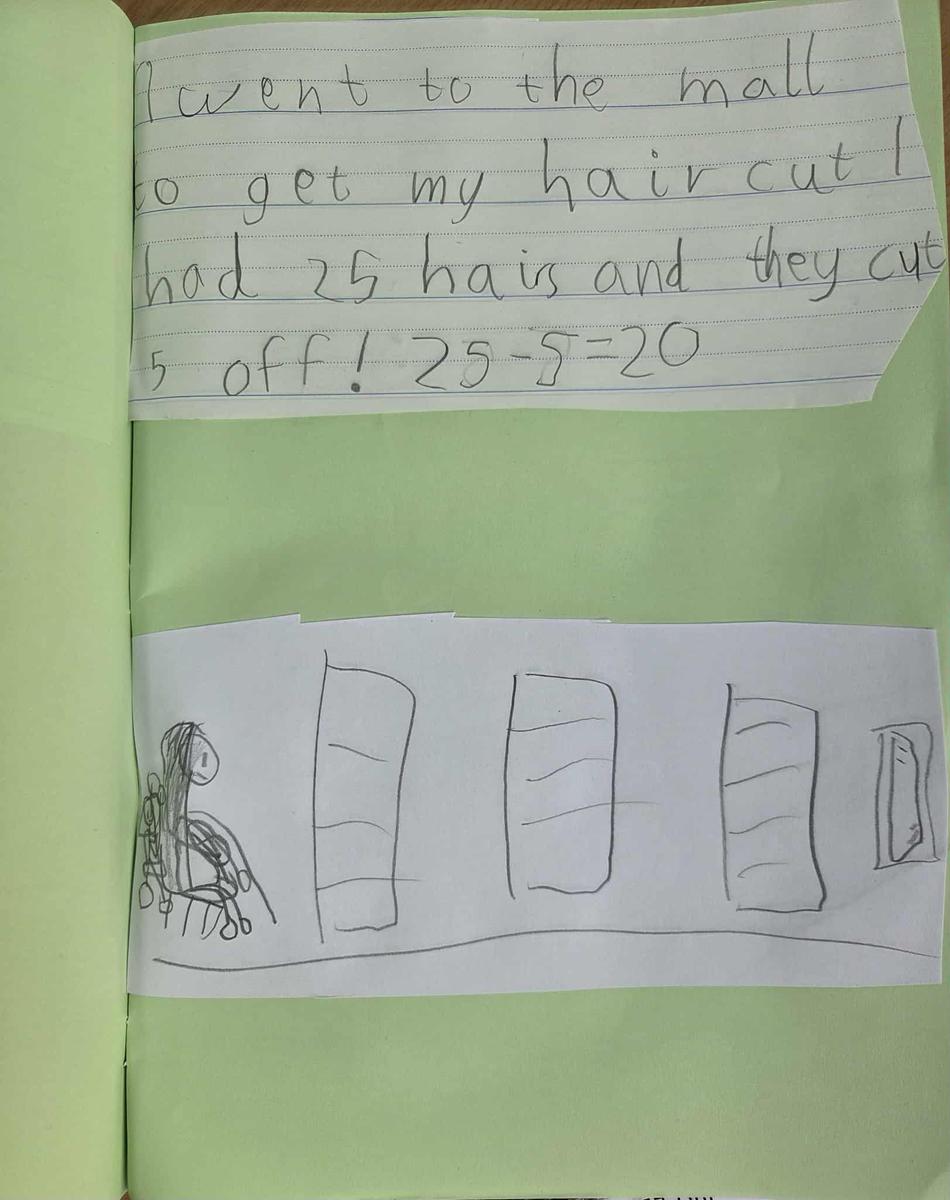 I went to the mall
to get my hair cut I
had 25 hairs and they cut
5 off! 25-5=20